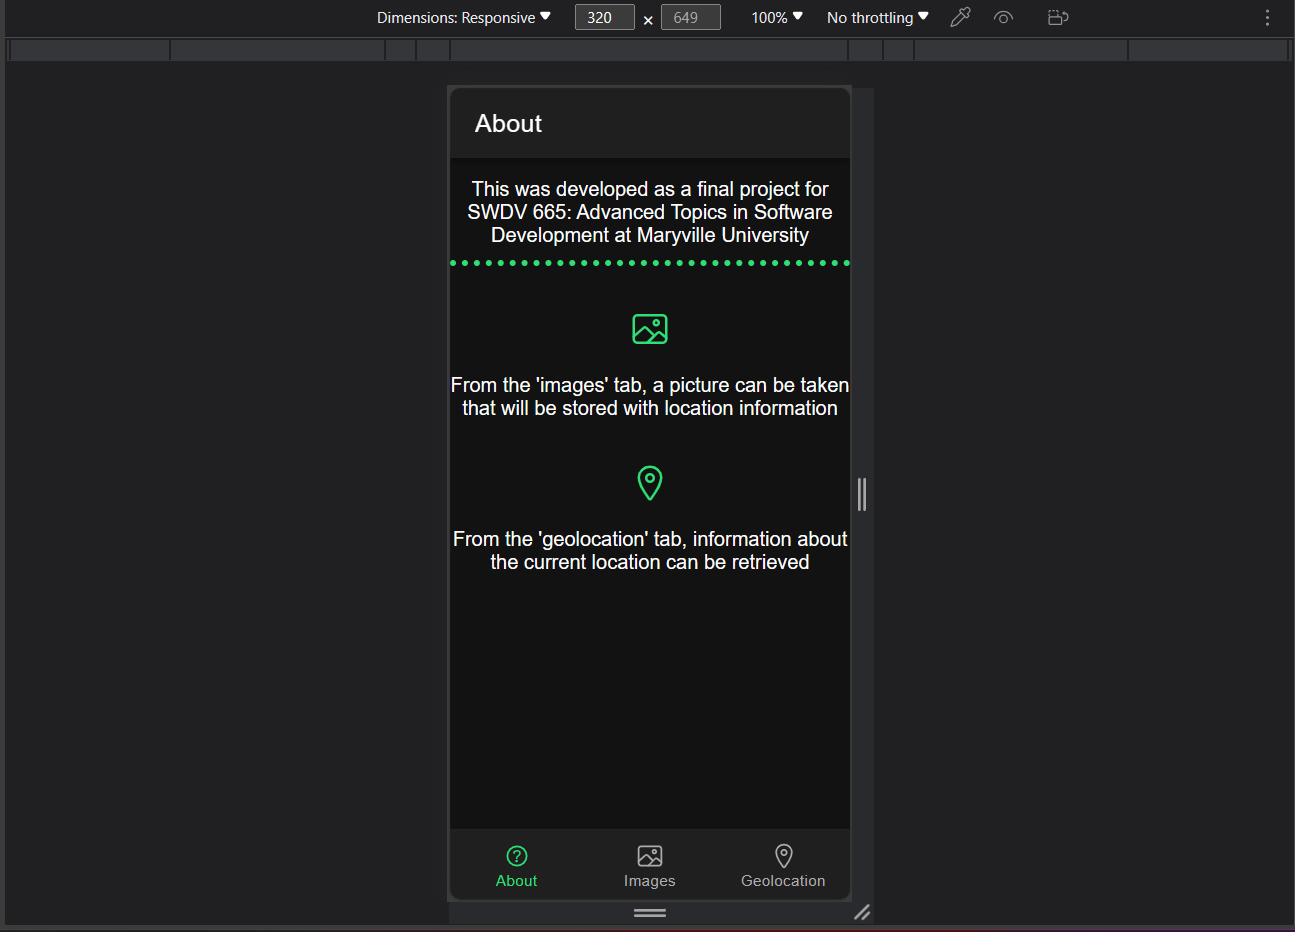 Dimensions: Responsive 320 × 649 100% No throttling
About
This was developed as a final project for
SWDV 665: Advanced Topics in Software
Development at Maryville University
From the 'images' tab, a picture can be taken
that will be stored with location information
From the 'geolocation' tab, information about
the current location can be retrieved
About Images Geolocation